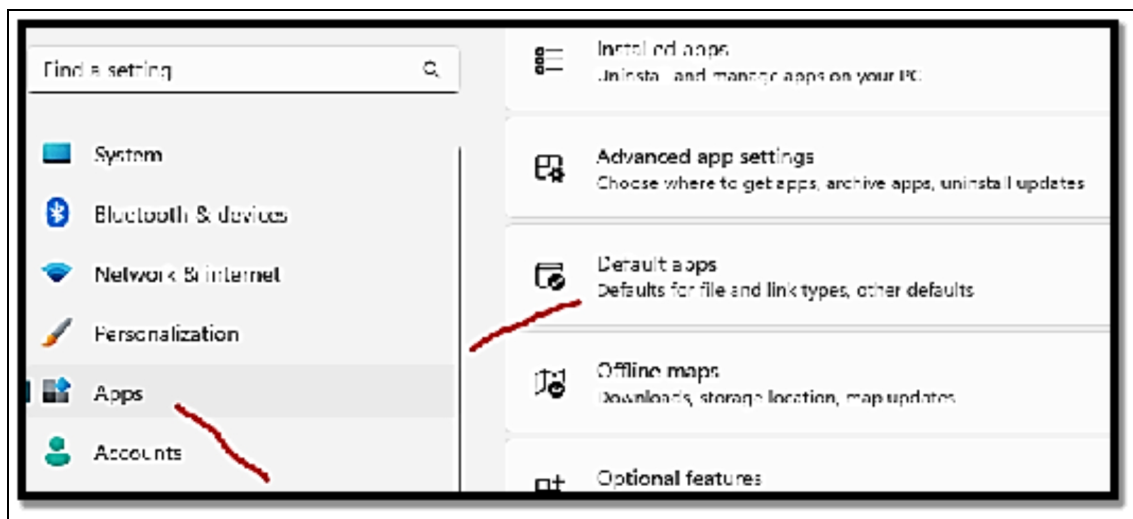 Find a setting
System
Bluetooth & devices
Network & internet
Personalization
Apps
Accounts
Installed apps
Uninstall and manage apps on your PC
Advanced app settings
Choose where to get apps, archive apps, uninstall updates
Default apps
Defaults for file and link types, other defaults
Offline maps
Downloads, storage location, map updates
Optional features